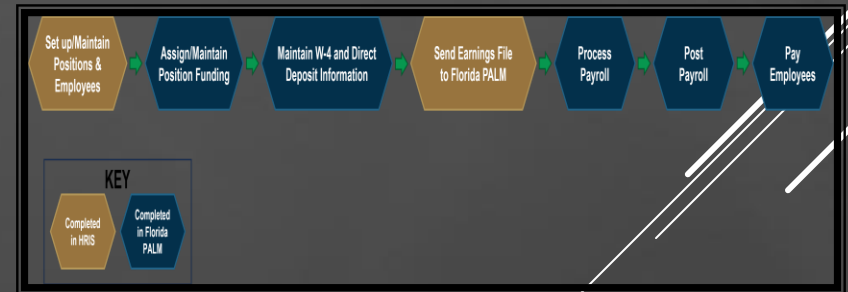 Set up/Maintain
Positions &
Employees
Assign/Maintain
Position Funding
Maintain W-4 and Direct
Deposit Information
Send Earnings File
to Florida PALM
Process
Payroll
Post
Payroll
Pay
Employees
KEY
Completed
in HRIS
Completed
in Florida
PALM